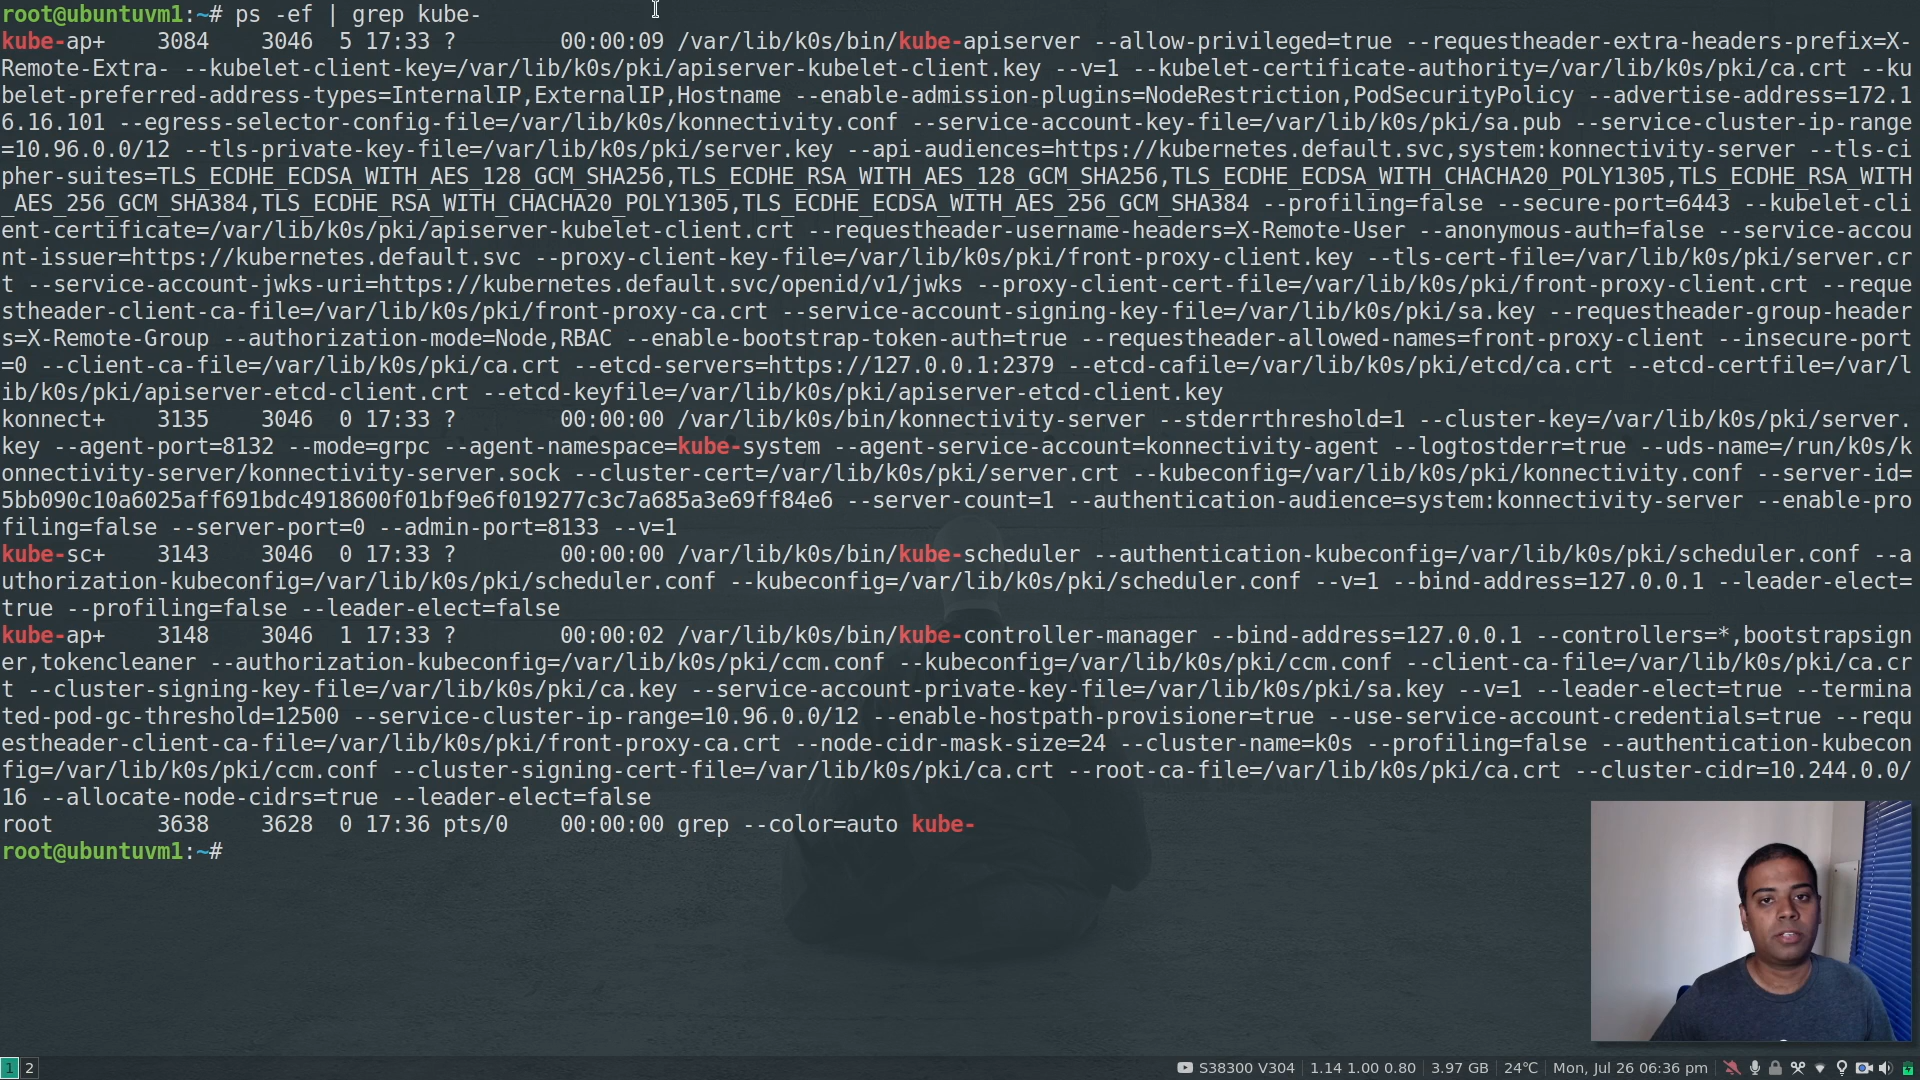 root@ubuntuvm1:~# ps -ef | grep kube-
kube-ap+    3084    3046  5 17:33 ?        00:00:09 /var/lib/k0s/bin/kube-apiserver --allow-privileged=true --requestheader-extra-headers-prefix=X-
Remote-Extra- --kubelet-client-key=/var/lib/k0s/pki/apiserver-kubelet-client.key --v=1 --kubelet-certificate-authority=/var/lib/k0s/pki/ca.crt --ku
belet-preferred-address-types=InternalIP,ExternalIP,Hostname --enable-admission-plugins=NodeRestriction,PodSecurityPolicy --advertise-address=172.1
6.16.101 --egress-selector-config-file=/var/lib/k0s/konnectivity.conf --service-account-key-file=/var/lib/k0s/pki/sa.pub --service-cluster-ip-range
=10.96.0.0/12 --tls-private-key-file=/var/lib/k0s/pki/server.key --api-audiences=https://kubernetes.default.svc,system:konnectivity-server --tls-ci
pher-suites=TLS_ECDHE_ECDSA_WITH_AES_128_GCM_SHA256,TLS_ECDHE_RSA_WITH_AES_128_GCM_SHA256,TLS_ECDHE_ECDSA_WITH_CHACHA20_POLY1305,TLS_ECDHE_RSA_WITH
_AES_256_GCM_SHA384,TLS_ECDHE_RSA_WITH_CHACHA20_POLY1305,TLS_ECDHE_ECDSA_WITH_AES_256_GCM_SHA384 --profiling=false --secure-port=6443 --kubelet-cli
ent-certificate=/var/lib/k0s/pki/apiserver-kubelet-client.crt --requestheader-username-headers=X-Remote-User --anonymous-auth=false --service-accou
nt-issuer=https://kubernetes.default.svc --proxy-client-key-file=/var/lib/k0s/pki/front-proxy-client.key --tls-cert-file=/var/lib/k0s/pki/server.cr
t --service-account-jwks-uri=https://kubernetes.default.svc/openid/v1/jwks --proxy-client-cert-file=/var/lib/k0s/pki/front-proxy-client.crt --reque
stheader-client-ca-file=/var/lib/k0s/pki/front-proxy-ca.crt --service-account-signing-key-file=/var/lib/k0s/pki/sa.key --requestheader-group-header
s=X-Remote-Group --authorization-mode=Node,RBAC --enable-bootstrap-token-auth=true --requestheader-allowed-names=front-proxy-client --insecure-port
=0 --client-ca-file=/var/lib/k0s/pki/ca.crt --etcd-servers=https://127.0.0.1:2379 --etcd-cafile=/var/lib/k0s/pki/etcd/ca.crt --etcd-certfile=/var/l
ib/k0s/pki/apiserver-etcd-client.crt --etcd-keyfile=/var/lib/k0s/pki/apiserver-etcd-client.key
konnect+    3135    3046  0 17:33 ?        00:00:00 /var/lib/k0s/bin/konnectivity-server --stderrthreshold=1 --cluster-key=/var/lib/k0s/pki/server.
key --agent-port=8132 --mode=grpc --agent-namespace=kube-system --agent-service-account=konnectivity-agent --logtostderr=true --uds-name=/run/k0s/k
onnectivity-server/konnectivity-server.sock --cluster-cert=/var/lib/k0s/pki/server.crt --kubeconfig=/var/lib/k0s/pki/konnectivity.conf --server-id=
5bb090c10a6025aff691bdc4918600f01bf9e6f019277c3c7a685a3e69ff84e6 --server-count=1 --authentication-audience=system:konnectivity-server --enable-pro
filing=false --server-port=0 --admin-port=8133 --v=1
kube-sc+    3143    3046  0 17:33 ?        00:00:00 /var/lib/k0s/bin/kube-scheduler --authentication-kubeconfig=/var/lib/k0s/pki/scheduler.conf --a
uthorization-kubeconfig=/var/lib/k0s/pki/scheduler.conf --kubeconfig=/var/lib/k0s/pki/scheduler.conf --v=1 --bind-address=127.0.0.1 --leader-elect=
true --profiling=false --leader-elect=false
kube-ap+    3148    3046  1 17:33 ?        00:00:02 /var/lib/k0s/bin/kube-controller-manager --bind-address=127.0.0.1 --controllers=*,bootstrapsign
er,tokencleaner --authorization-kubeconfig=/var/lib/k0s/pki/ccm.conf --kubeconfig=/var/lib/k0s/pki/ccm.conf --client-ca-file=/var/lib/k0s/pki/ca.cr
t --cluster-signing-key-file=/var/lib/k0s/pki/ca.key --service-account-private-key-file=/var/lib/k0s/pki/sa.key --v=1 --leader-elect=true --termina
ted-pod-gc-threshold=12500 --service-cluster-ip-range=10.96.0.0/12 --enable-hostpath-provisioner=true --use-service-account-credentials=true --requ
estheader-client-ca-file=/var/lib/k0s/pki/front-proxy-ca.crt --node-cidr-mask-size=24 --cluster-name=k0s --profiling=false --authentication-kubecon
fig=/var/lib/k0s/pki/ccm.conf --cluster-signing-cert-file=/var/lib/k0s/pki/ca.crt --root-ca-file=/var/lib/k0s/pki/ca.crt --cluster-cidr=10.244.0.0/
16 --allocate-node-cidrs=true --leader-elect=false
root        3638    3628  0 17:36 pts/0    00:00:00 grep --color=auto kube-
root@ubuntuvm1:~#
1 2 S38300 V304 | 1.14 1.00 0.80 | 3.97 GB | 24℃ | Mon, Jul 26 06:36 pm